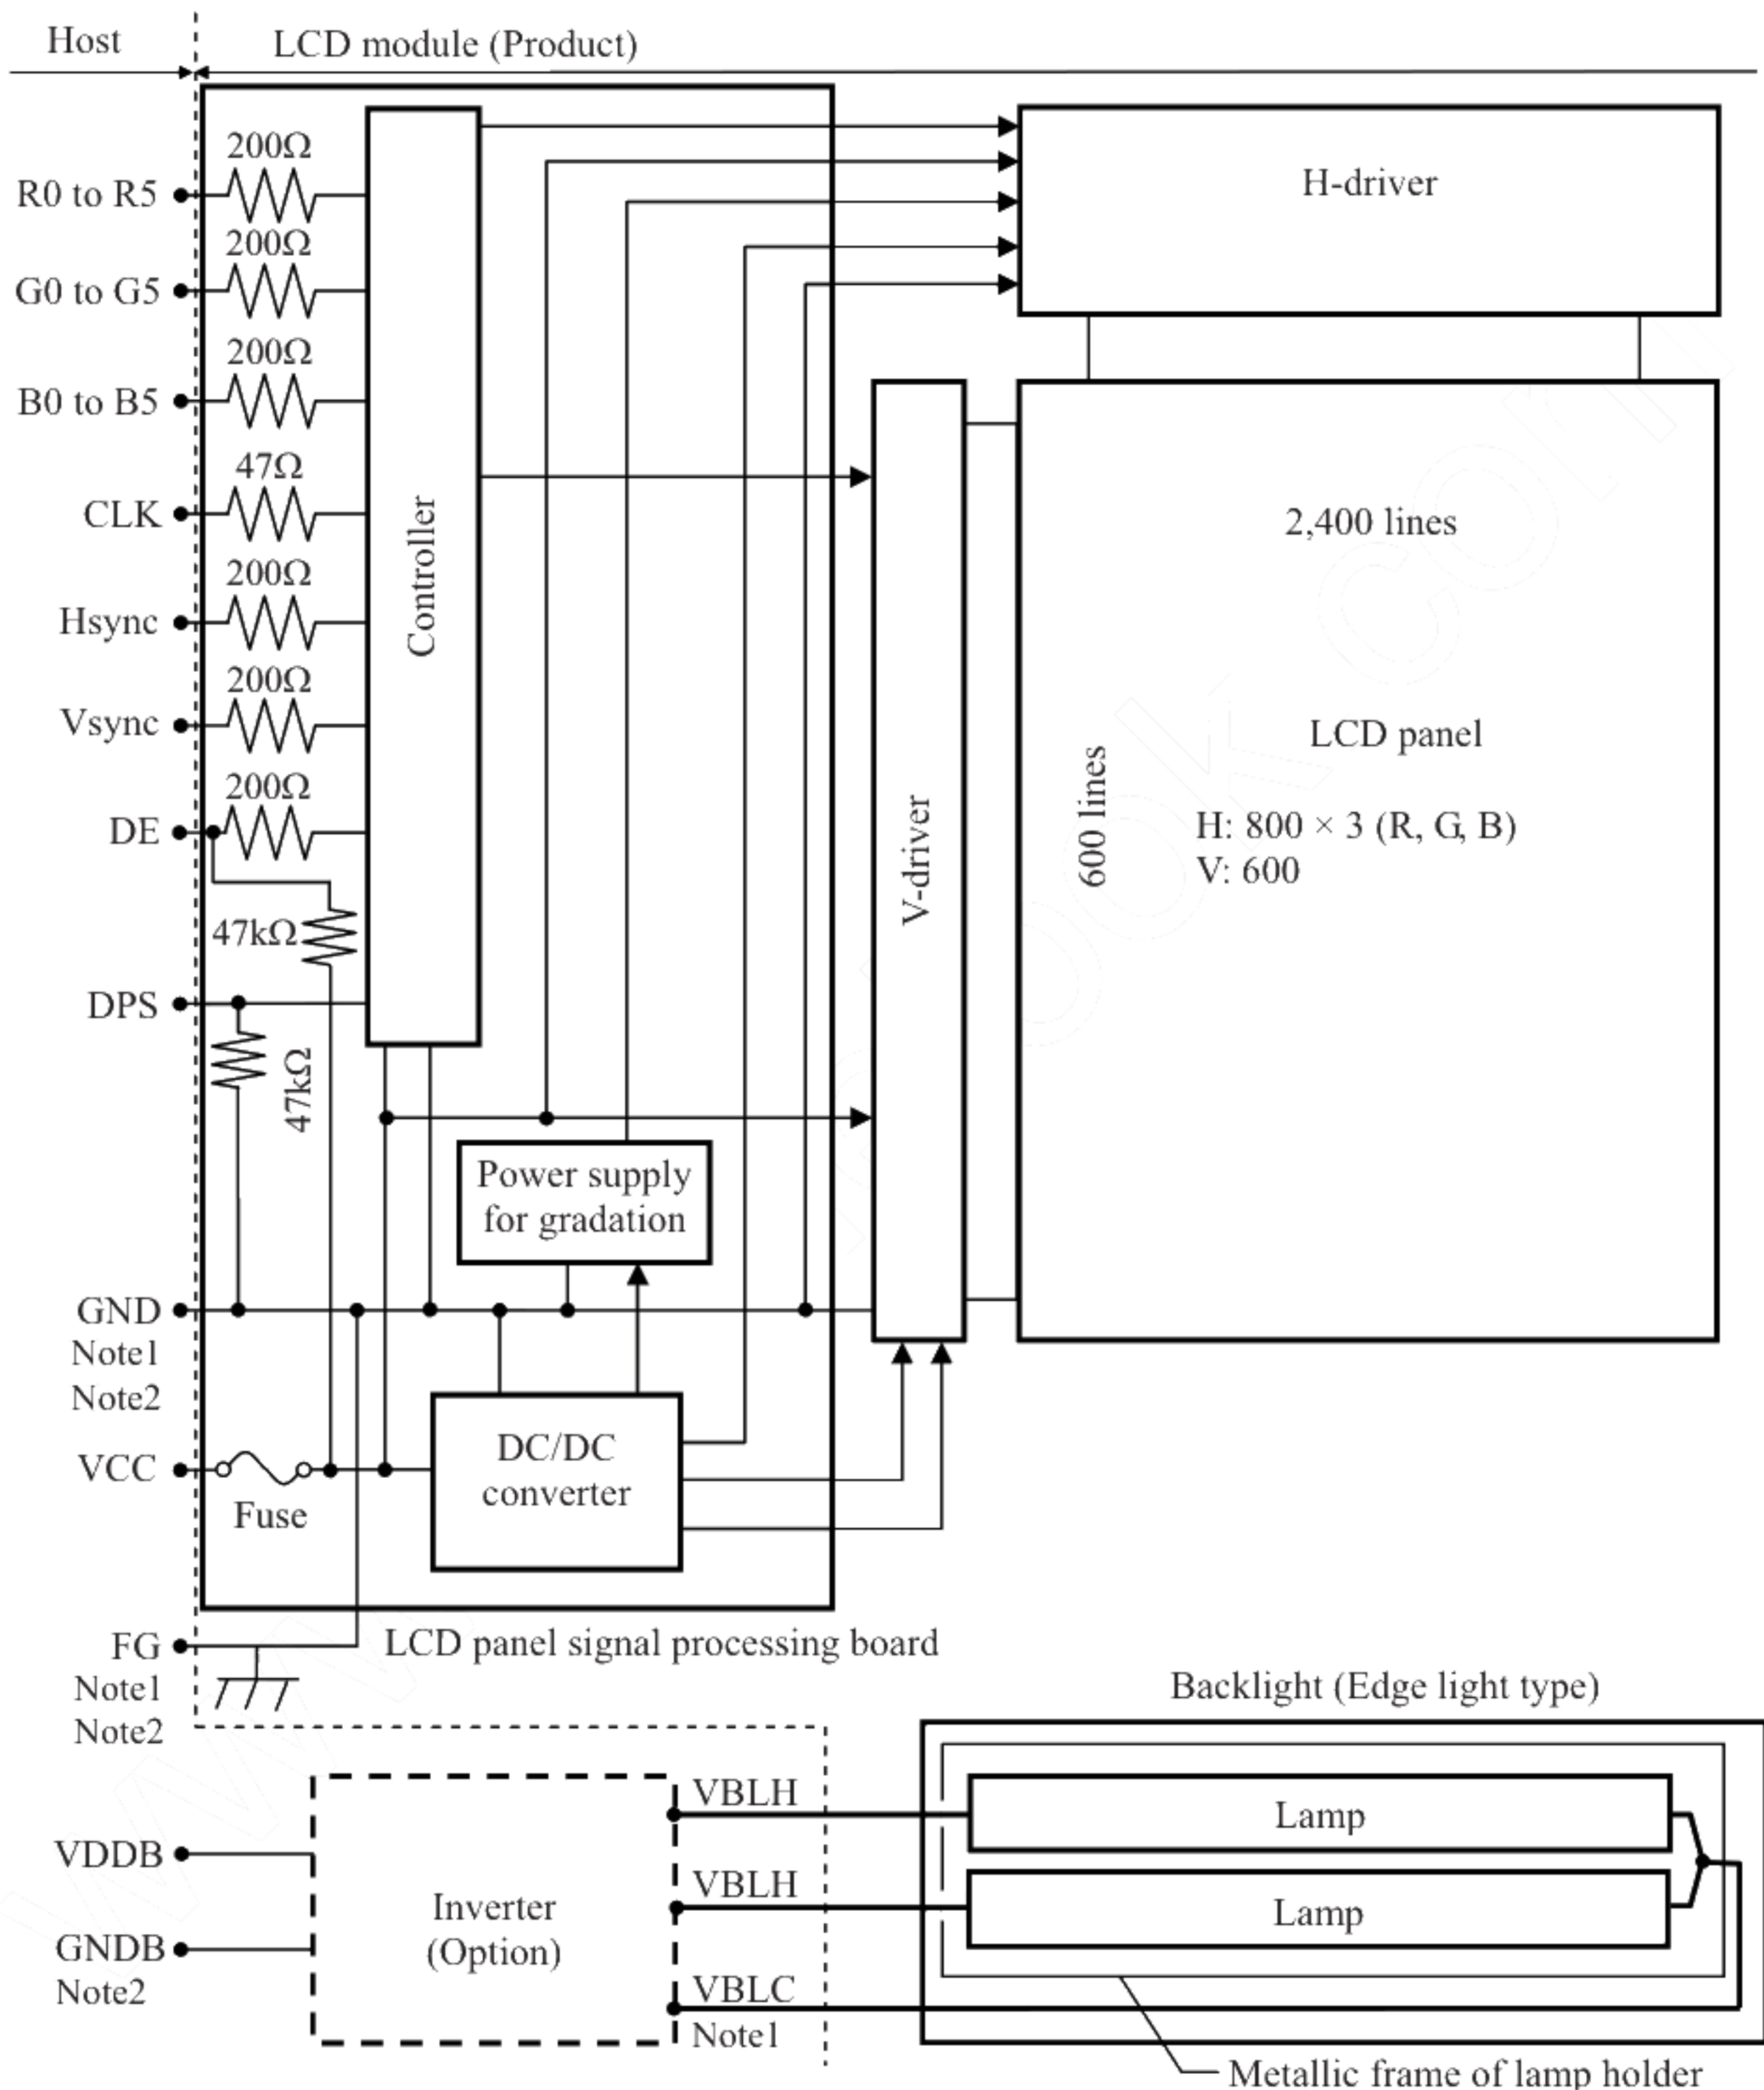 Host
LCD module (Product)
200Ω
R0 to R5
H-driver
200Ω
G0 to G5
200Ω
B0 to B5
47Ω
CLK
Controller
2,400 lines
200Ω
Hsync
200Ω
Vsync
LCD panel
200Ω
DE
V-driver
600 lines
H: 800 × 3 (R, G, B)
V: 600
47kΩ
DPS
47kΩ
Power supply
for gradation
GND
Note1
Note2
DC/DC
converter
VCC
Fuse
FG
Note1
Note2
LCD panel signal processing board
Backlight (Edge light type)
VBLH
Lamp
VDDB
VBLH
Lamp
Inverter
(Option)
GNDB
Note2
VBLC
Note1
Metallic frame of lamp holder